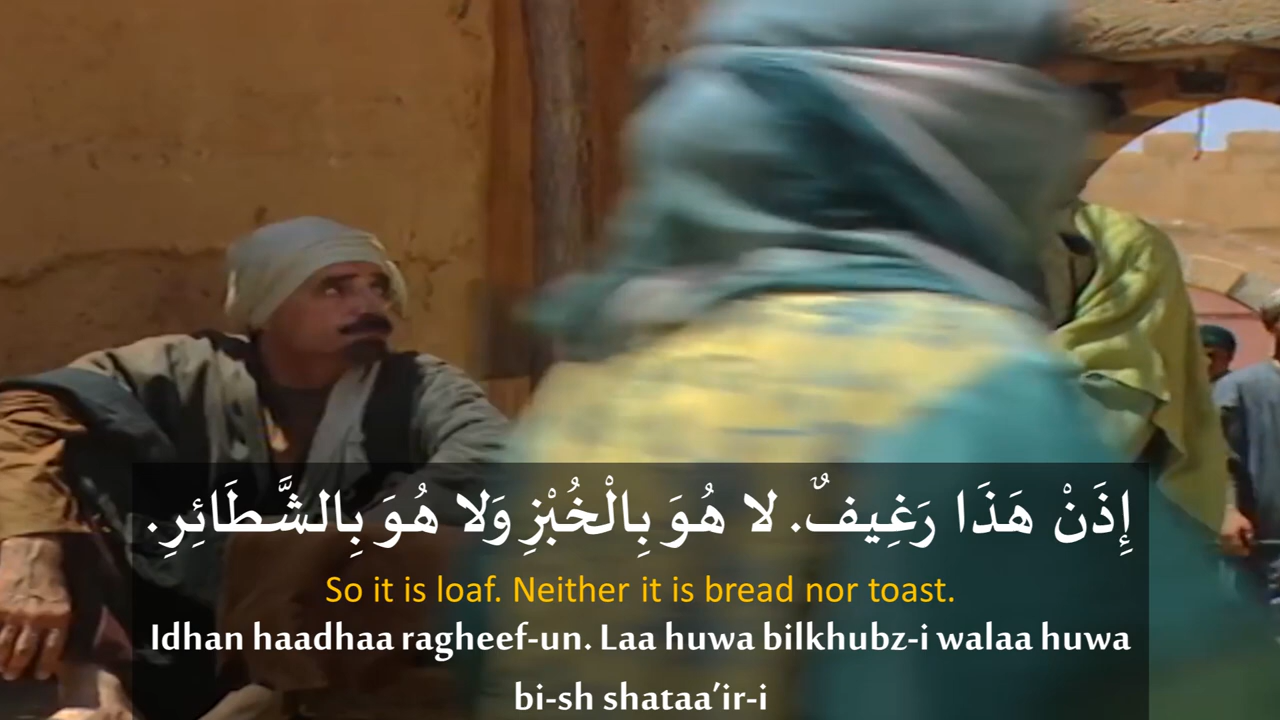 إِذَنْ هَذَا رَغِيفٌ. لا هُوَ بِالْخُبْزِ وَلا هُوَ بِالشَّطَائِرِ.
So it is loaf. Neither it is bread nor toast.
Idhan haadhaa ragheef-un. Laa huwa bilkhubz-i walaa huwa
bi-sh shataa’ir-i